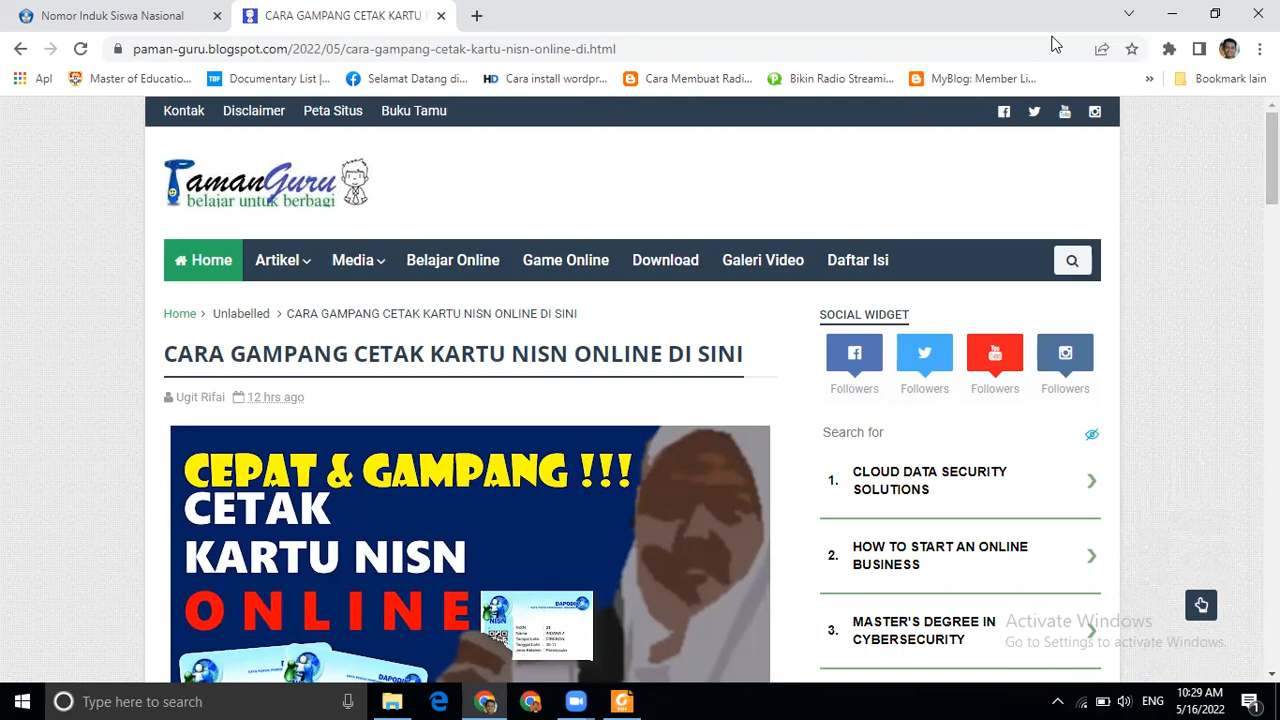 Nomor Induk Siswa Nasional
CARA GAMPANG CETAK KARTU
paman-guru.blogspot.com/2022/05/cara-gampang-cetak-kartu-nisn-online-di.html
Apl
Master of Educatio...
TDF
Documentary List |...
Selamat Datang di...
HD
Cara install wordpr...
Cara Membuat Radi...
Bikin Radio Streami...
MyBlog: Member Li...
»
Bookmark lain
Kontak
Disclaimer
Peta Situs
Buku Tamu
TamanGuru
belajar untuk berbagi
Home
Artikel
Media
Belajar Online
Game Online
Download
Galeri Video
Daftar Isi
Home > Unlabelled > CARA GAMPANG CETAK KARTU NISN ONLINE DI SINI
CARA GAMPANG CETAK KARTU NISN ONLINE DI SINI
Ugit Rifai 12 hrs ago
CEPAT & GAMPANG !!!
CETAK
KARTU NISN
ONLINE
DAPODIK
NISN
SOCIAL WIDGET
Followers
Followers
Followers
Followers
Search for
1. CLOUD DATA SECURITY
SOLUTIONS
2. HOW TO START AN ONLINE
BUSINESS
3. MASTER'S DEGREE IN
CYBERSECURITY
Activate Windows
Go to Settings to activate Windows.
Type here to search
ENG
10:29 AM
5/16/2022
1